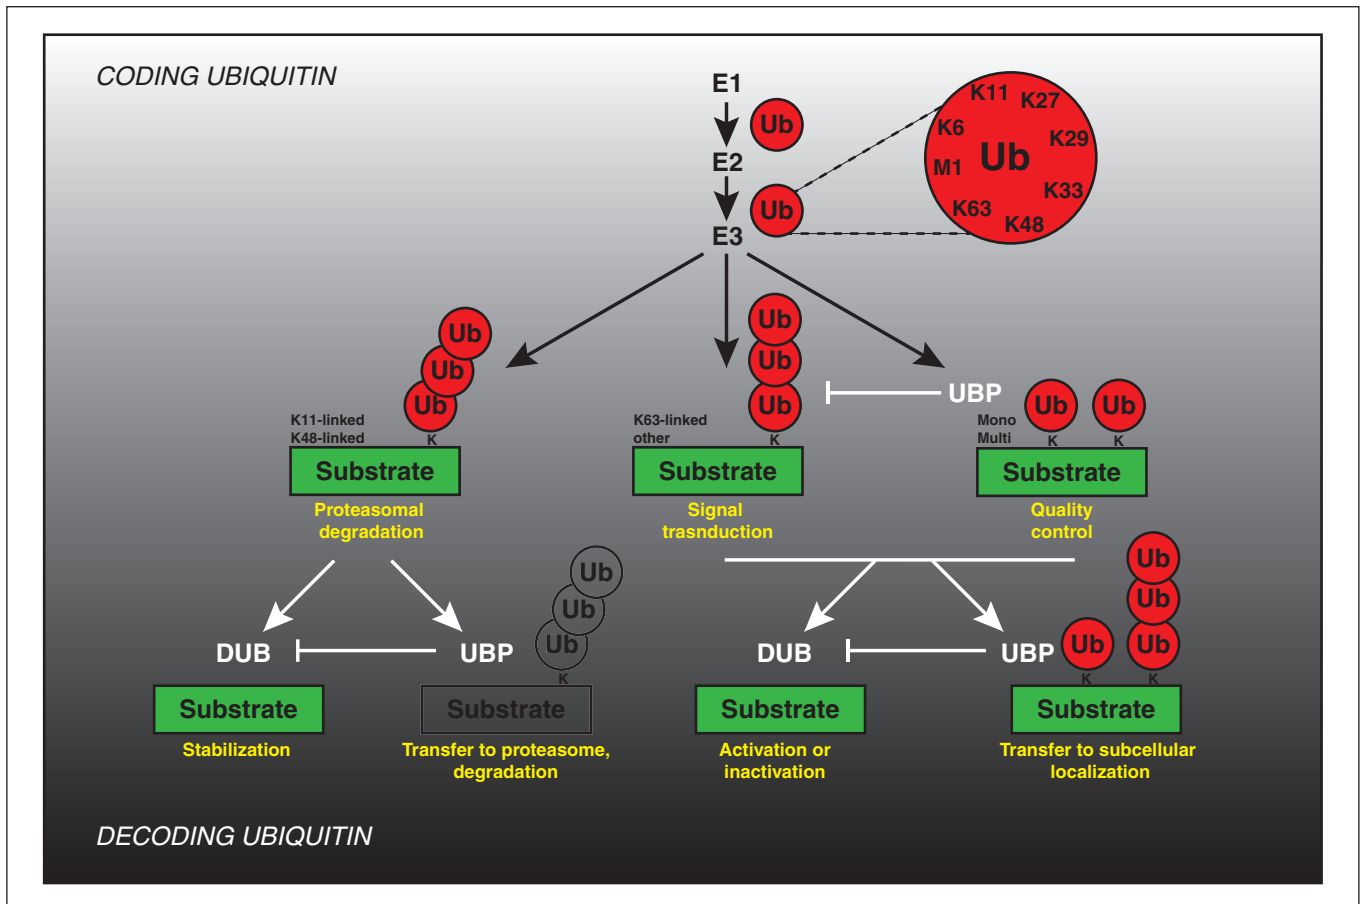 CODING UBIQUITIN
E1
Ub
E2
Ub
E3
K11
K27
K6
K29
Ub
M1
K33
K63
K48
Ub
Ub
Ub
K11-linked
K48-linked
K
Substrate
Proteasomal
degradation
Ub
Ub
Ub
K63-linked
other
K
Substrate
Signal
trasnduction
UBP
Ub
Ub
Mono
Multi
K
K
Substrate
Quality
control
DUB
Substrate
Stabilization
UBP
Ub
Ub
Ub
K
Substrate
Transfer to proteasome,
degradation
DUB
Substrate
Activation or
inactivation
UBP
Ub
Ub
Ub
Ub
K
K
Substrate
Transfer to subcellular
localization
DECODING UBIQUITIN